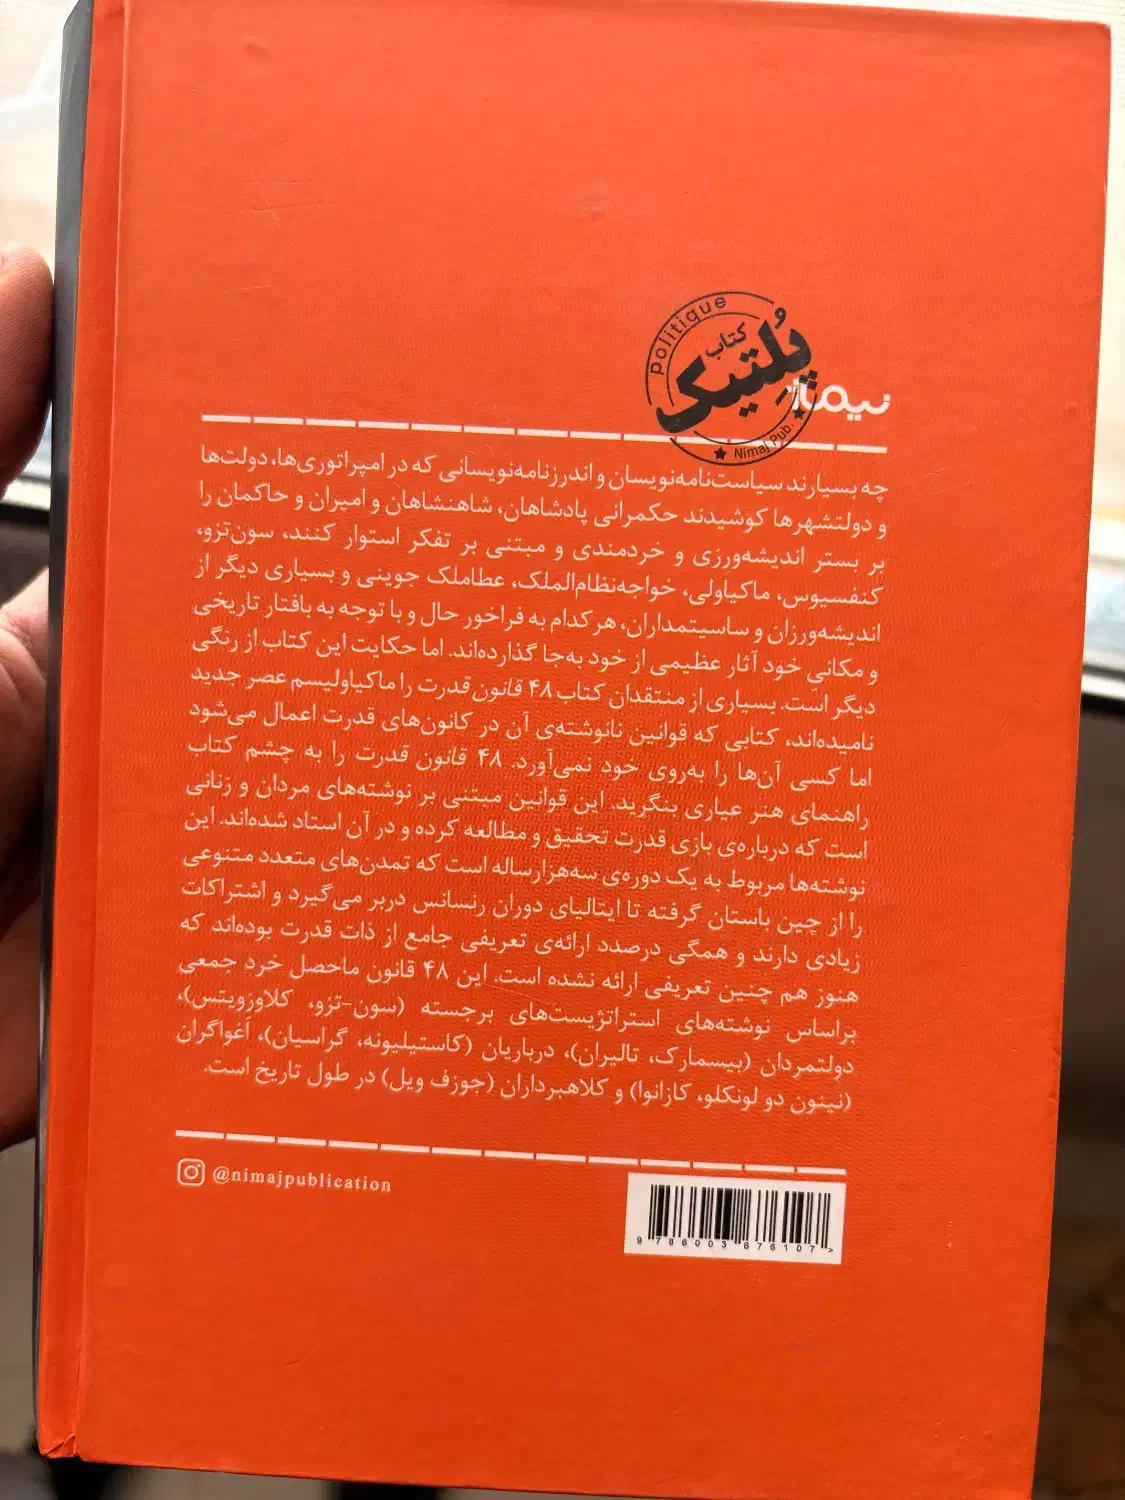 politique
کتاب
پُلتیک
Nimaj Pub.
نیماژ
چه بسیارند سیاست‌نامه‌نویسان و اندرزنامه‌نویسانی که در امپراتوری‌ها، دولت‌ها
و دولتشهرها کوشیدند حکمرانی پادشاهان، شاهنشاهان و امیران و حاکمان را
بر بستر اندیشه‌ورزی و خردمندی و مبتنی بر تفکر استوار کنند، سون‌تزو،
کنفسیوس، ماکیاولی، خواجه‌نظام‌الملک، عطاملک جوینی و بسیاری دیگر از
اندیشه‌ورزان و ساسیتمداران، هرکدام به فراخور حال و با توجه به بافتار تاریخی
و مکانیِ خود آثار عظیمی از خود به‌جا گذارده‌اند. اما حکایت این کتاب از رنگی
دیگر است. بسیاری از منتقدان کتاب ۴۸ قانون قدرت را ماکیاولیسم عصر جدید
نامیده‌اند، کتابی که قوانین نانوشته‌ی آن در کانون‌های قدرت اعمال می‌شود
اما کسی آن‌ها را به‌روی خود نمی‌آورد. ۴۸ قانون قدرت را به چشم کتاب
راهنمای هنر عیاری بنگرید. این قوانین مبتنی بر نوشته‌های مردان و زنانی
است که درباره‌ی بازی قدرت تحقیق و مطالعه کرده و در آن استاد شده‌اند. این
نوشته‌ها مربوط به یک دوره‌ی سه‌هزارساله است که تمدن‌های متعدد متنوعی
را از چین باستان گرفته تا ایتالیای دوران رنسانس دربر می‌گیرد و اشتراکات
زیادی دارند و همگی درصدد ارائه‌ی تعریفی جامع از ذات قدرت بوده‌اند که
هنوز هم چنین تعریفی ارائه نشده است. این ۴۸ قانون ماحصل خرد جمعی
براساس نوشته‌های استراتژیست‌های برجسته (سون-تزو، کلاوزویتس)،
دولتمردان (بیسمارک، تالیران)، درباریان (کاستیلیونه، گراسیان)، اغواگران
(نینون دو لونکلو، کازانوا) و کلاهبرداران (جوزف ویل) در طول تاریخ است.
@nimajpublication
9 786003 676107 >